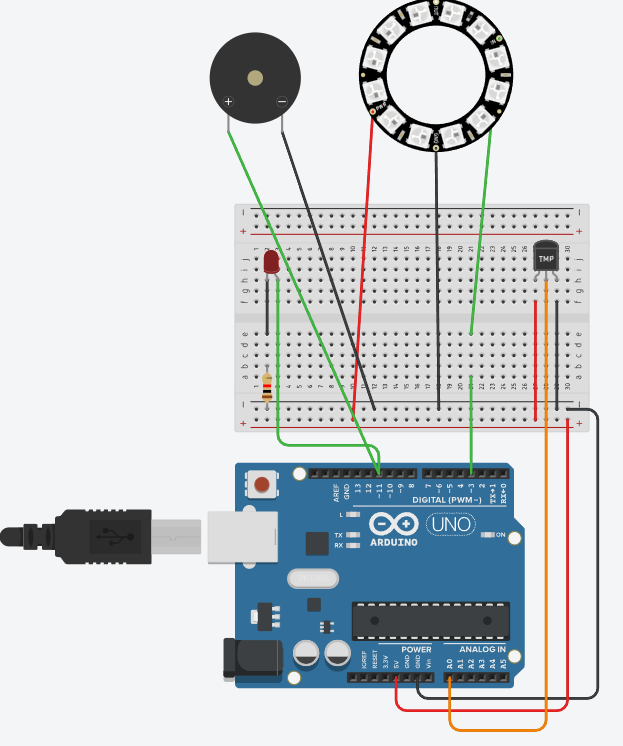 + −
PWR
GND
− −
+ +
j j
i i
h h
g g
f f
TMP
e e
d d
c c
b b
a a
− −
+ +
AREF
GND
13
12
~11
~10
~9
8
7
~6
~5
4
~3
2
TX→1
RX←0
DIGITAL (PWM~)
L
TX
RX
UNO
ON
ARDUINO
POWER
ANALOG IN
IOREF
RESET
3.3V
5V
GND
GND
Vin
A0
A1
A2
A3
A4
A5